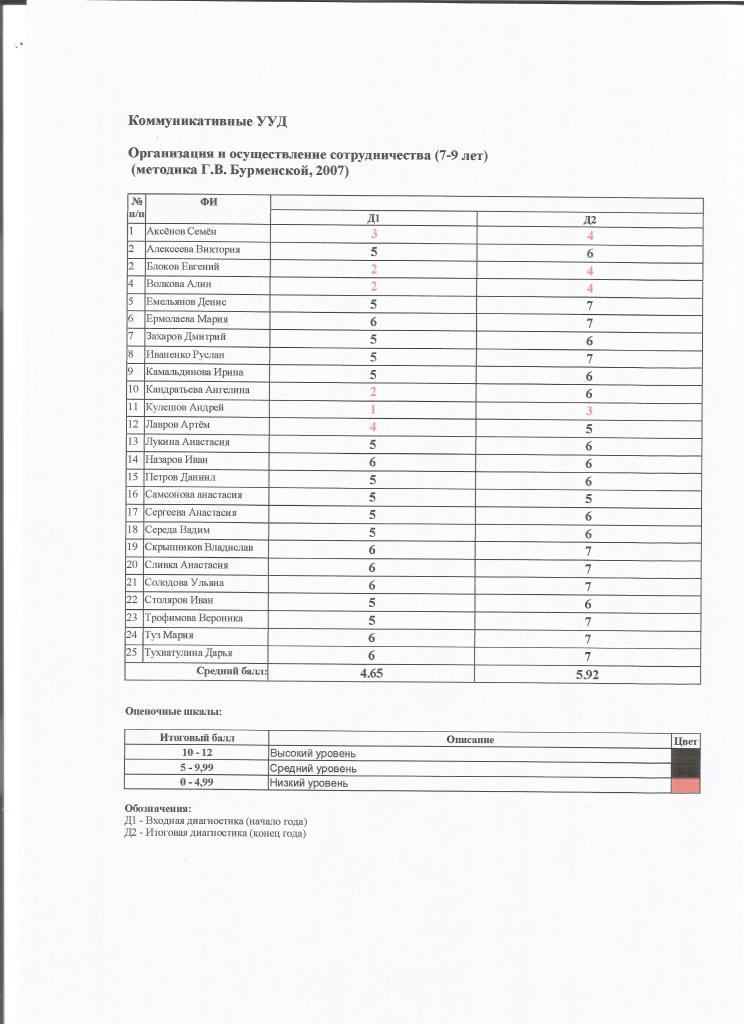 Коммуникативные УУД
Организация и осуществление сотрудничества (7-9 лет)
(методика Г.В. Бурменской, 2007)
№ п/п ФИ
Д1 Д2
1 Аксёнов Семён 3 4
2 Алексеева Виктория 5 6
2 Блоков Евгений 2 4
4 Волкова Алин 2 4
5 Емельянов Денис 5 7
6 Ермолаева Мария 6 7
7 Захаров Дмитрий 5 6
8 Иваненко Руслан 5 7
9 Камальдинова Ирина 5 6
10 Кандратьева Ангелина 2 6
11 Кулешов Андрей 1 3
12 Лавров Артём 4 5
13 Лукина Анастасия 5 6
14 Назаров Иван 6 6
15 Петров Даниил 5 6
16 Самсонова анастасия 5 5
17 Сергеева Анастасия 5 6
18 Середа Вадим 5 6
19 Скрыпников Владислав 6 7
20 Сливка Анастасия 6 7
21 Солодова Ульяна 6 7
22 Столяров Иван 5 6
23 Трофимова Вероника 5 7
24 Туз Мария 6 7
25 Тухватулина Дарья 6 7
Средний балл: 4.65 5.92
Оценочные шкалы:
Итоговый балл Описание Цвет
10 - 12 Высокий уровень
5 - 9,99 Средний уровень
0 - 4,99 Низкий уровень
Обозначения:
Д1 - Входная диагностика (начало года)
Д2 - Итоговая диагностика (конец года)